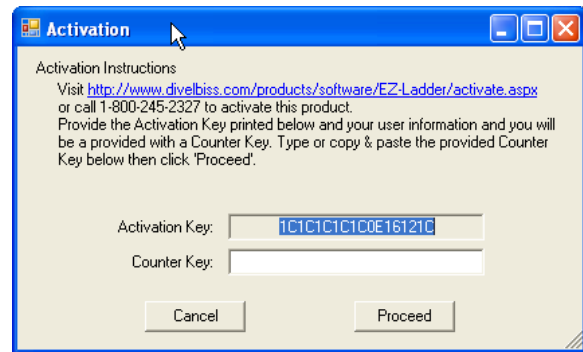 Activation
Activation Instructions
Visit http://www.divelbiss.com/products/software/EZ-Ladder/activate.aspx
or call 1-800-245-2327 to activate this product.
Provide the Activation Key printed below and your user information and you will
be a provided with a Counter Key. Type or copy & paste the provided Counter
Key below then click 'Proceed'.
Activation Key: 1C1C1C1C1C0E16121C
Counter Key:
Cancel Proceed